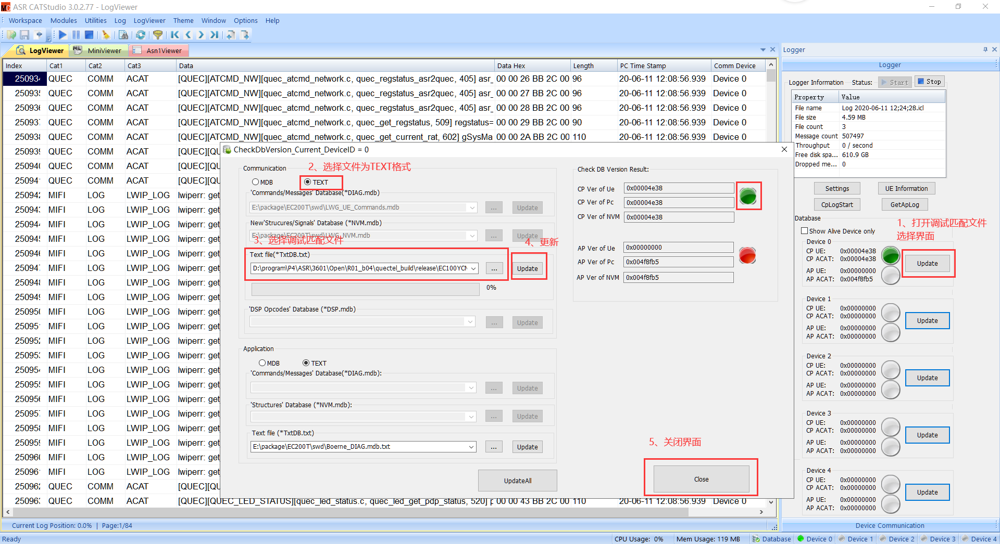 ASR CATStudio 3.0.2.77 - LogViewer
Workspace Modules Utilities Log LogViewer Theme Window Options Help
LogViewer MiniViewer Asn1Viewer
Index Cat1 Cat2 Cat3 Data Data Hex Length PC Time Stamp Comm Device
25093 QUEC COMM ACAT [QUEC][ATCMD_NW][quec_atcmd_network.c, quec_regstatus_asr2quec, 405] asr_ 00 00 26 BB 2C 00 96 20-06-11 12:08:56.939 Device 0
25093 QUEC COMM ACAT [QUEC][ATCMD_NW][quec_atcmd_network.c, quec_regstatus_asr2quec, 405] asr_ 00 00 27 BB 2C 00 96 20-06-11 12:08:56.939 Device 0
25093 QUEC COMM ACAT [QUEC][ATCMD_NW][quec_atcmd_network.c, quec_regstatus_asr2quec, 405] asr_ 00 00 28 BB 2C 00 96 20-06-11 12:08:56.939 Device 0
25093 QUEC COMM ACAT [QUEC][ATCMD_NW][quec_atcmd_network.c, quec_get_regstatus, 509] regstatus= 00 00 29 BB 2C 00 90 20-06-11 12:08:56.939 Device 0
25093 QUEC COMM ACAT [QUEC][ATCMD_NW][quec_atcmd_network.c, quec_get_current_rat, 602] gSysMa 00 00 2A BB 2C 00 110 20-06-11 12:08:56.939 Device 0
25093 QUEC COMM ACAT [QUEC][QU
25094 QUEC COMM ACAT [QUEC][QU
25094 QUEC COMM ACAT [QUEC][QU
25094 MIFI LOG LWIP_LOG lwiperr: get
25094 MIFI LOG LWIP_LOG lwiperr: get
25094 MIFI LOG LWIP_LOG lwiperr: get
25094 MIFI LOG LWIP_LOG lwiperr: get
25094 MIFI LOG LWIP_LOG lwiperr: get
25094 MIFI LOG LWIP_LOG lwiperr: get
25094 MIFI LOG LWIP_LOG lwiperr: get
25094 MIFI LOG LWIP_LOG lwiperr: get
25095 MIFI LOG LWIP_LOG lwiperr: get
25095 MIFI LOG LWIP_LOG lwiperr: get
25095 MIFI LOG LWIP_LOG lwiperr: get
25095 MIFI LOG LWIP_LOG lwiperr: get
25095 MIFI LOG LWIP_LOG lwiperr: get
25095 MIFI LOG LWIP_LOG lwiperr: get
25095 MIFI LOG LWIP_LOG lwiperr: get
25095 MIFI LOG LWIP_LOG lwiperr: get
25095 MIFI LOG LWIP_LOG lwiperr: get
25095 MIFI LOG LWIP_LOG lwiperr: get
25096 MIFI LOG LWIP_LOG lwiperr: get
25096 MIFI LOG LWIP_LOG lwiperr: get
25096 QUEC COMM ACAT [QUEC][QU
25096 QUEC COMM ACAT [QUEC][QUEC_LED_STATUS][quec_led_status.c, quec_led_get_pdp_status, 520] p 00 00 43 BB 2C 00 110 20-06-11 12:08:56.939 Device 0
Current Log Position: 0.0% | Page:1/84
CheckDbVersion_Current_DeviceID = 0
Communication
2、选择文件为TEXT格式
MDB TEXT
'Commands/Messages' Database(*DIAG.mdb)
E:\package\EC200T\swd\LWG_UE_Commands.mdb ... Update
New'Strucures/Signals' Database (*NVM.mdb)
E:\package\EC200T\swd\LWG_NVM.mdb ... Update
3、选择调试匹配文件
4、更新
Text file(*TxtDB.txt)
D:\program\P4\ASR\3601\Open\R01_b04\quectel_build\release\EC100YCN ... Update
0%
'DSP Opcodes' Database (*DSP.mdb)
... Update
Application
MDB TEXT
'Commands/Messages' Database(*DIAG.mdb):
... Update
'Structures' Database (*NVM.mdb):
... Update
Text file (*TxtDB.txt)
E:\package\EC200T\swd\Boerne_DIAG.mdb.txt ... Update
UpdateAll
Check DB Version Result:
CP Ver of Ue 0x00004e38
CP Ver of Pc 0x00004e38
CP Ver of NVM 0x00004e38
AP Ver of Ue 0x00000000
AP Ver of Pc 0x004f8fb5
AP Ver of NVM 0x004f8fb5
5、关闭界面
Close
Logger
Logger
Logger Information Status: Start Stop
Property Value
File name Log 2020-06-11 12;24;28.icl
File size 4.59 MB
File count 3
Message count 507497
Throughput 0 / second
Free disk spa... 610.9 GB
Dropped me... 0
Settings UE Information
CpLogStart GetApLog
Database
1、打开调试匹配文件
选择界面
Show Alive Device only
Device 0
CP UE: 0x00004e38
CP ACAT: 0x00004e38
Update
AP UE: 0x00000000
AP ACAT: 0x004f8fb5
Device 1
CP UE: 0x00000000
CP ACAT: 0x00000000
Update
AP UE: 0x00000000
AP ACAT: 0x00000000
Device 2
CP UE: 0x00000000
CP ACAT: 0x00000000
Update
AP UE: 0x00000000
AP ACAT: 0x00000000
Device 3
CP UE: 0x00000000
CP ACAT: 0x00000000
Update
AP UE: 0x00000000
AP ACAT: 0x00000000
Device 4
CP UE: 0x00000000
CP ACAT: 0x00000000
Update
AP UE: 0x00000000
AP ACAT: 0x00000000
Device Communication
Ready CPU Usage: 0% Mem Usage: 119 MB Database Device 0 Device 1 Device 2 Device 3 Device 4